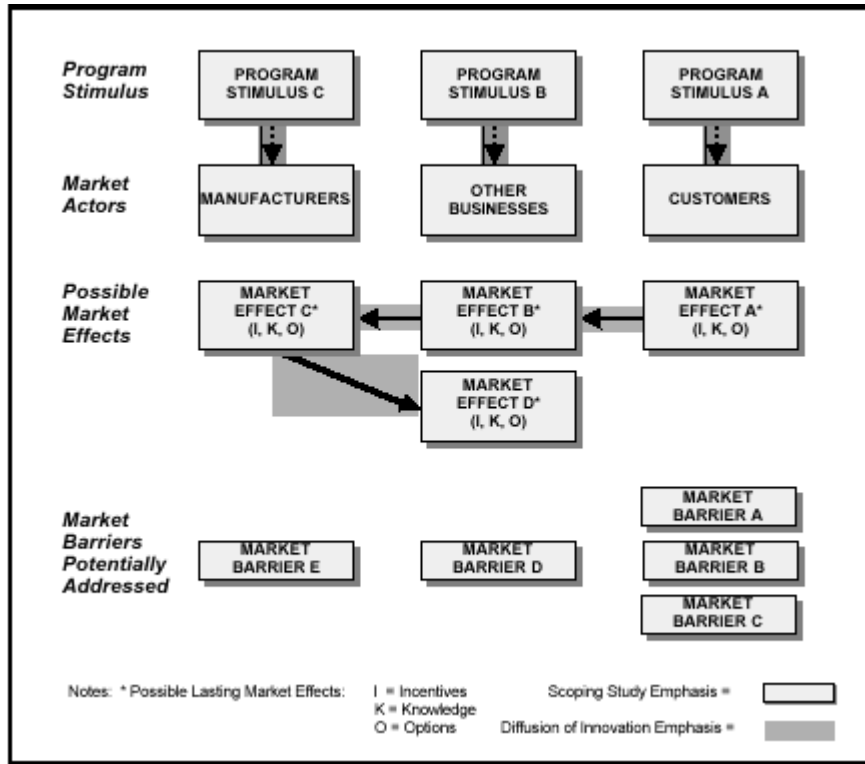 Program
Stimulus
PROGRAM
STIMULUS C
PROGRAM
STIMULUS B
PROGRAM
STIMULUS A
Market
Actors
MANUFACTURERS
OTHER
BUSINESSES
CUSTOMERS
Possible
Market
Effects
MARKET
EFFECT C*
(I, K, O)
MARKET
EFFECT B*
(I, K, O)
MARKET
EFFECT A*
(I, K, O)
MARKET
EFFECT D*
(I, K, O)
Market
Barriers
Potentially
Addressed
MARKET
BARRIER E
MARKET
BARRIER D
MARKET
BARRIER A
MARKET
BARRIER B
MARKET
BARRIER C
Notes: * Possible Lasting Market Effects:
I = Incentives
K = Knowledge
O = Options
Scoping Study Emphasis =
Diffusion of Innovation Emphasis =